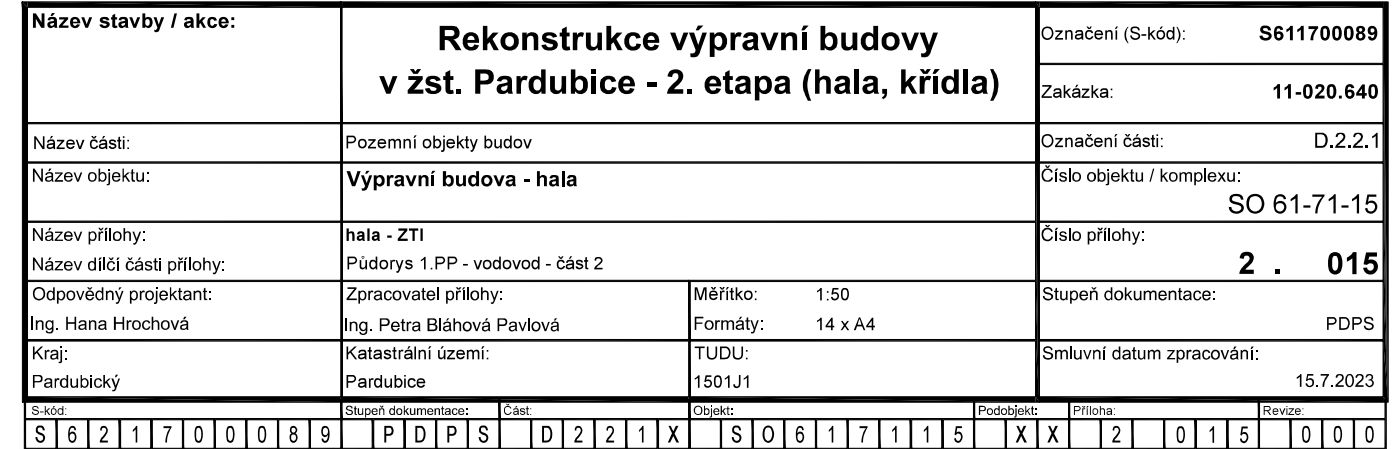 Název stavby / akce:
Rekonstrukce výpravní budovy
v žst. Pardubice - 2. etapa (hala, křídla)
Označení (S-kód): S611700089
Zakázka: 11-020.640
Název části: Pozemní objekty budov
Označení části: D.2.2.1
Název objektu: Výpravní budova - hala
Číslo objektu / komplexu:
SO 61-71-15
Název přílohy: hala - ZTI
Číslo přílohy:
Název dílčí části přílohy: Půdorys 1.PP - vodovod - část 2
2 . 015
Odpovědný projektant: Zpracovatel přílohy: Měřítko: 1:50 Stupeň dokumentace:
Ing. Hana Hrochová Ing. Petra Bláhová Pavlová Formáty: 14 x A4 PDPS
Kraj: Katastrální území: TUDU: Smluvní datum zpracování:
Pardubický Pardubice 1501J1 15.7.2023
S-kód: Stupeň dokumentace: Část: Objekt: Podobjekt: Příloha: Revize:
S 6 2 1 7 0 0 0 8 9 P D P S D 2 2 1 X S O 6 1 7 1 1 5 X X 2 0 1 5 0 0 0